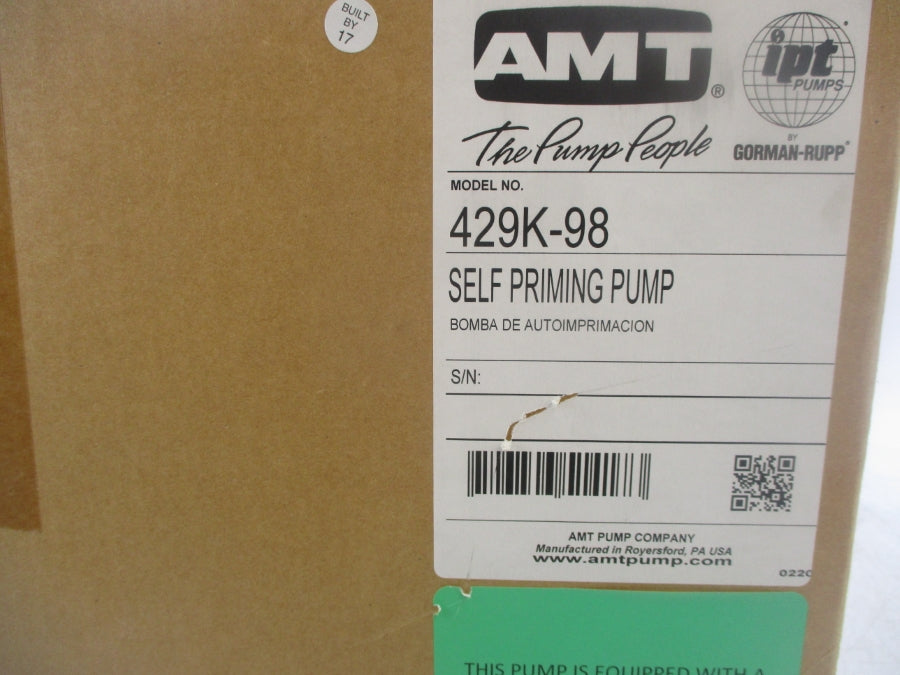 BUILT
BY
17
AMT®
ipt
PUMPS
BY
GORMAN-RUPP®
The Pump People
MODEL NO.
429K-98
SELF PRIMING PUMP
BOMBA DE AUTOIMPRIMACION
S/N:
AMT PUMP COMPANY
Manufactured in Royersford, PA USA
www.amtpump.com
0220
THIS PUMP IS EQUIPPED WITH A